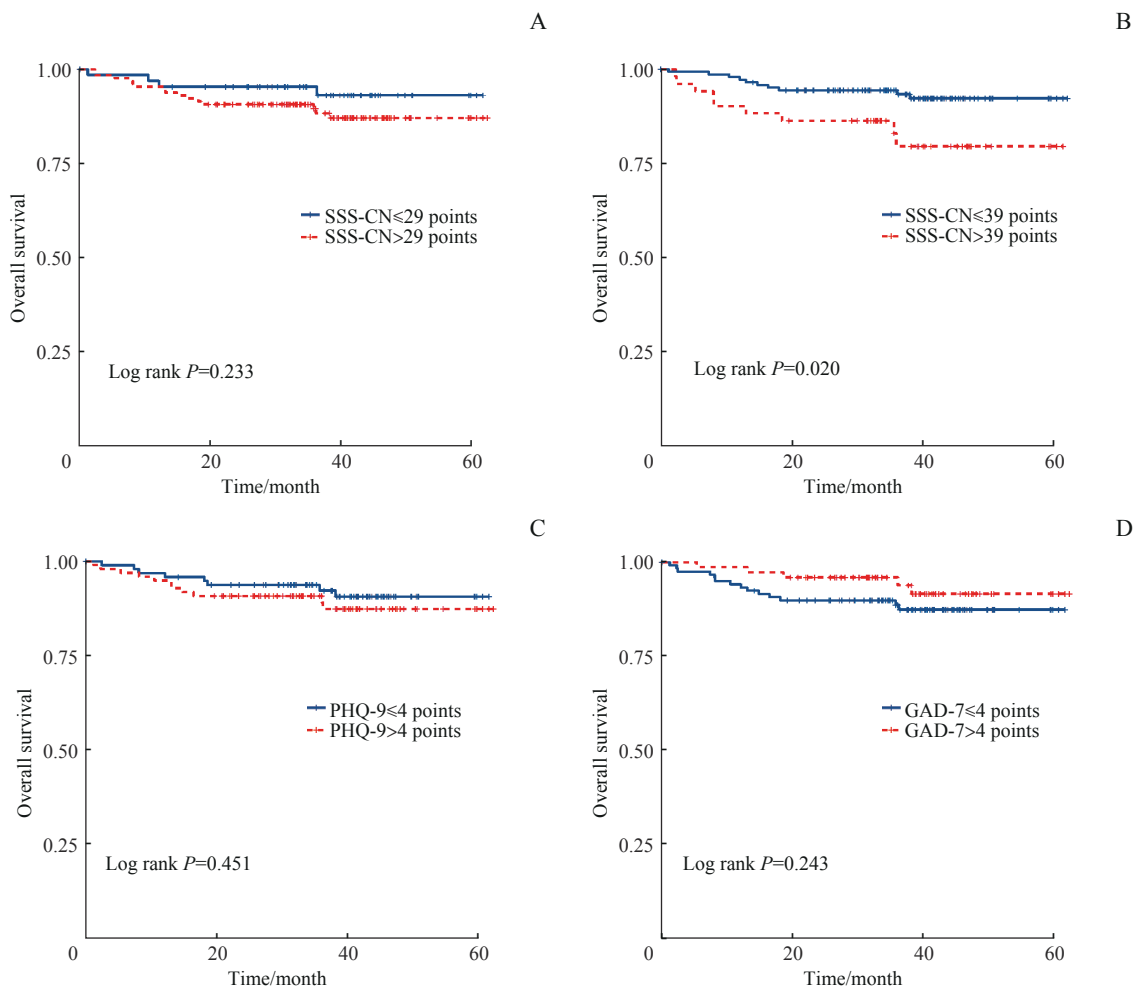 A
1.00
0.75
0.50
0.25
0
20
40
60
Overall survival
Time/month
SSS-CN≤29 points
SSS-CN>29 points
Log rank P=0.233
B
1.00
0.75
0.50
0.25
0
20
40
60
Overall survival
Time/month
SSS-CN≤39 points
SSS-CN>39 points
Log rank P=0.020
C
1.00
0.75
0.50
0.25
0
20
40
60
Overall survival
Time/month
PHQ-9≤4 points
PHQ-9>4 points
Log rank P=0.451
D
1.00
0.75
0.50
0.25
0
20
40
60
Overall survival
Time/month
GAD-7≤4 points
GAD-7>4 points
Log rank P=0.243